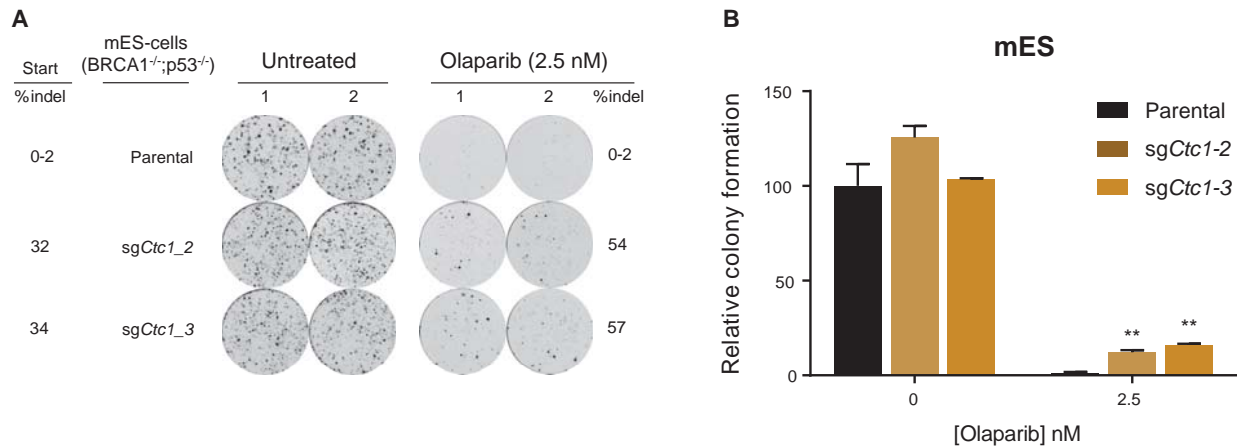 A
Start
mES-cells
(BRCA1-/-;p53-/-)
Untreated
Olaparib (2.5 nM)
%indel
1
2
1
2
%indel
0-2
Parental
0-2
32
sgCtc1_2
54
34
sgCtc1_3
57
B
mES
Relative colony formation
150
100
50
0
Parental
sgCtc1-2
sgCtc1-3
**
**
0
2.5
[Olaparib] nM